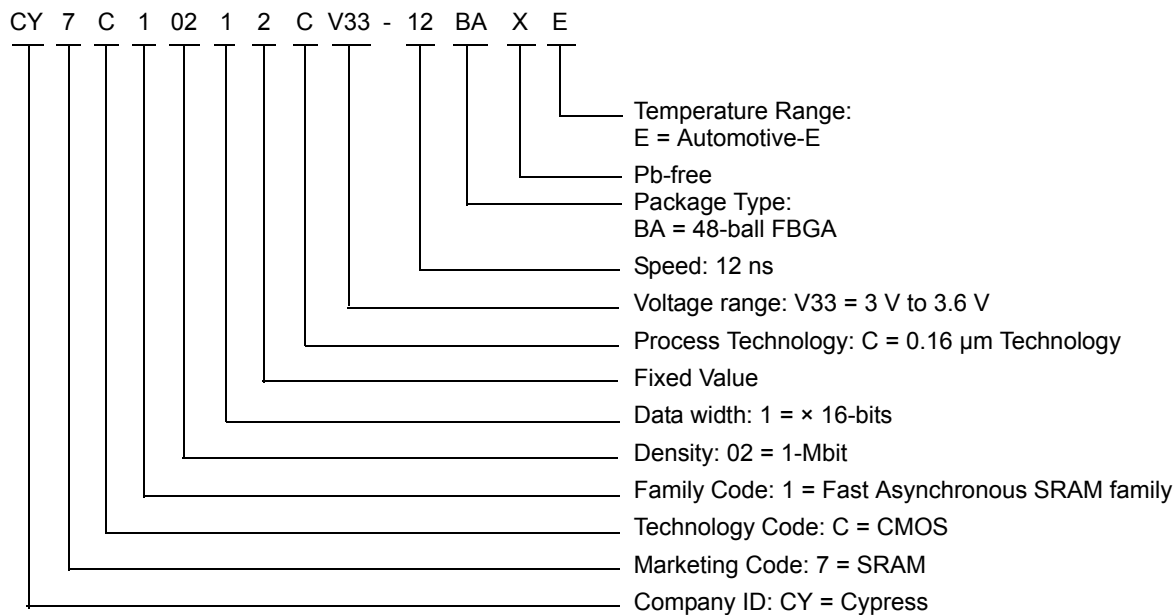 CY 7 C 1 02 1 2 C V33 - 12 BA X E
Temperature Range:
E = Automotive-E
Pb-free
Package Type:
BA = 48-ball FBGA
Speed: 12 ns
Voltage range: V33 = 3 V to 3.6 V
Process Technology: C = 0.16 µm Technology
Fixed Value
Data width: 1 = × 16-bits
Density: 02 = 1-Mbit
Family Code: 1 = Fast Asynchronous SRAM family
Technology Code: C = CMOS
Marketing Code: 7 = SRAM
Company ID: CY = Cypress